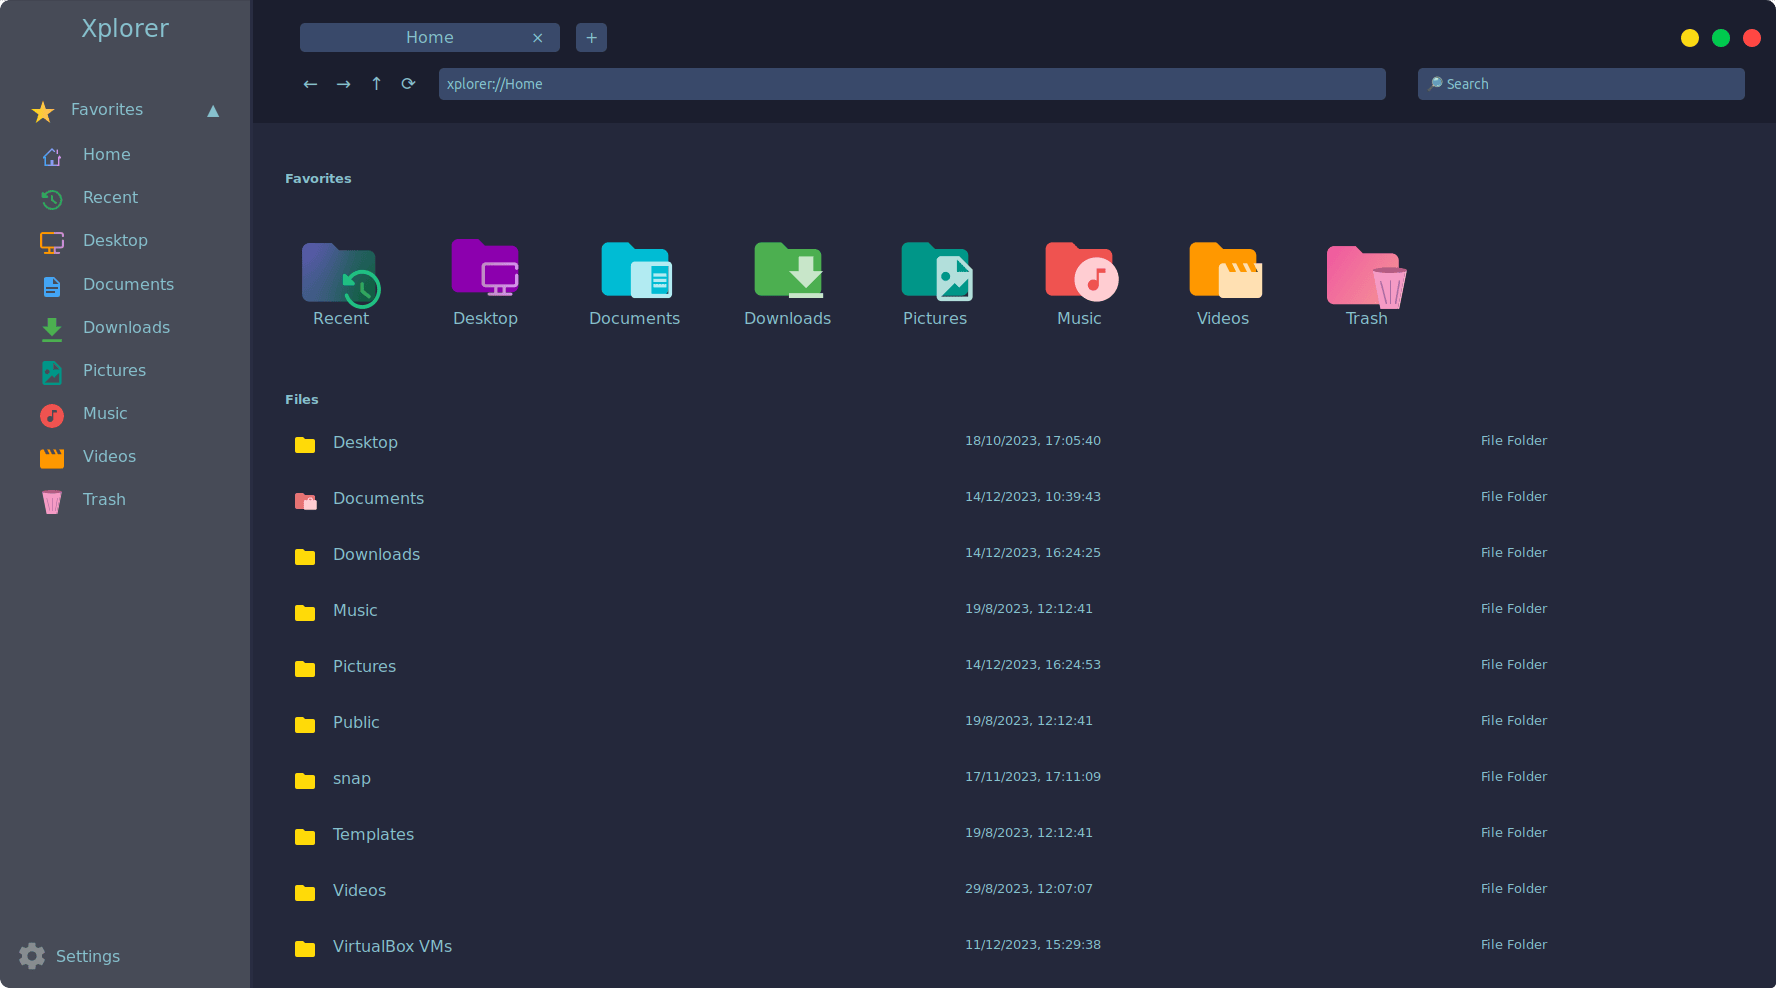 Xplorer
Favorites ▲
Home
Recent
Desktop
Documents
Downloads
Pictures
Music
Videos
Trash
Settings
Home × +
← → ↑ ⟳ xplorer://Home 🔎 Search
Favorites
Recent Desktop Documents Downloads Pictures Music Videos Trash
Files
Desktop 18/10/2023, 17:05:40 File Folder
Documents 14/12/2023, 10:39:43 File Folder
Downloads 14/12/2023, 16:24:25 File Folder
Music 19/8/2023, 12:12:41 File Folder
Pictures 14/12/2023, 16:24:53 File Folder
Public 19/8/2023, 12:12:41 File Folder
snap 17/11/2023, 17:11:09 File Folder
Templates 19/8/2023, 12:12:41 File Folder
Videos 29/8/2023, 12:07:07 File Folder
VirtualBox VMs 11/12/2023, 15:29:38 File Folder